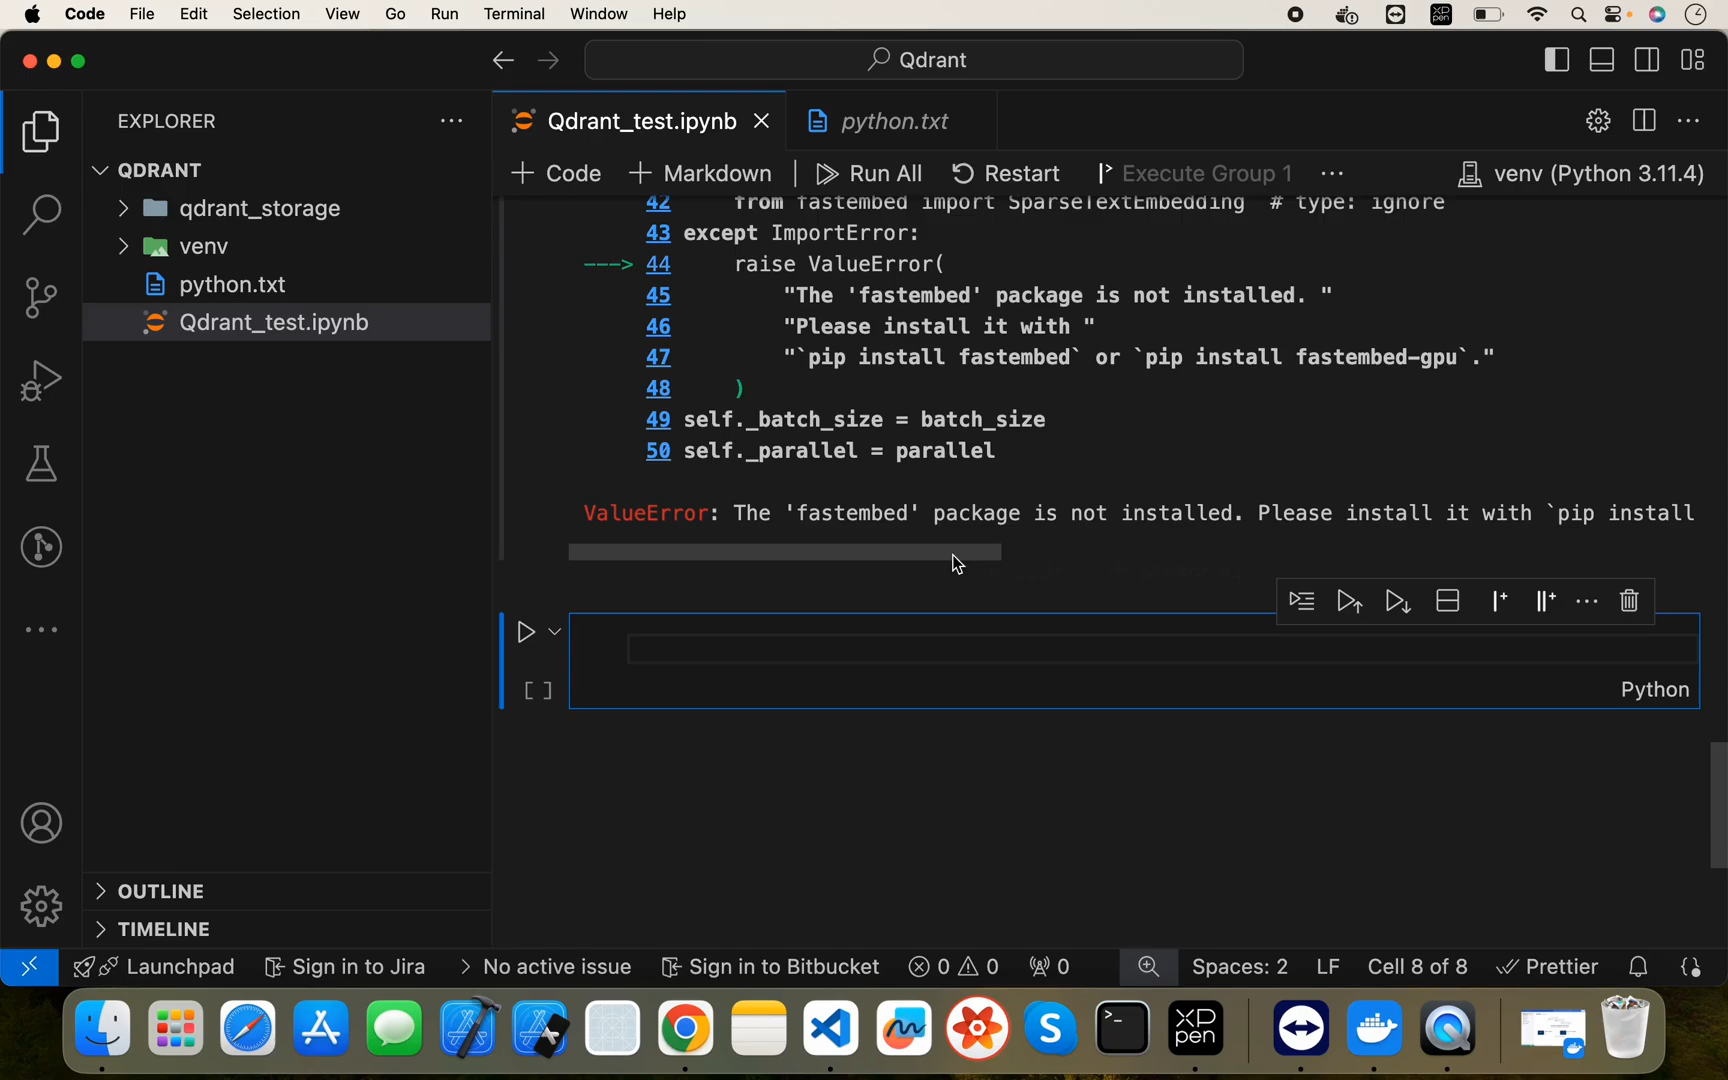 Code File Edit Selection View Go Run Terminal Window Help
Qdrant
EXPLORER
QDRANT
qdrant_storage
venv
python.txt
Qdrant_test.ipynb
OUTLINE
TIMELINE
Qdrant_test.ipynb
python.txt
Code
Markdown
Run All
Restart
Execute Group 1
venv (Python 3.11.4)
42 from fastembed import SparseTextEmbedding # type: ignore
43 except ImportError:
---> 44 raise ValueError(
45 "The 'fastembed' package is not installed. "
46 "Please install it with "
47 "`pip install fastembed` or `pip install fastembed-gpu`."
48 )
49 self._batch_size = batch_size
50 self._parallel = parallel
ValueError: The 'fastembed' package is not installed. Please install it with `pip install
[ ]
Python
Launchpad Sign in to Jira No active issue Sign in to Bitbucket 0 0 0 Spaces: 2 LF Cell 8 of 8 Prettier
XP
pen